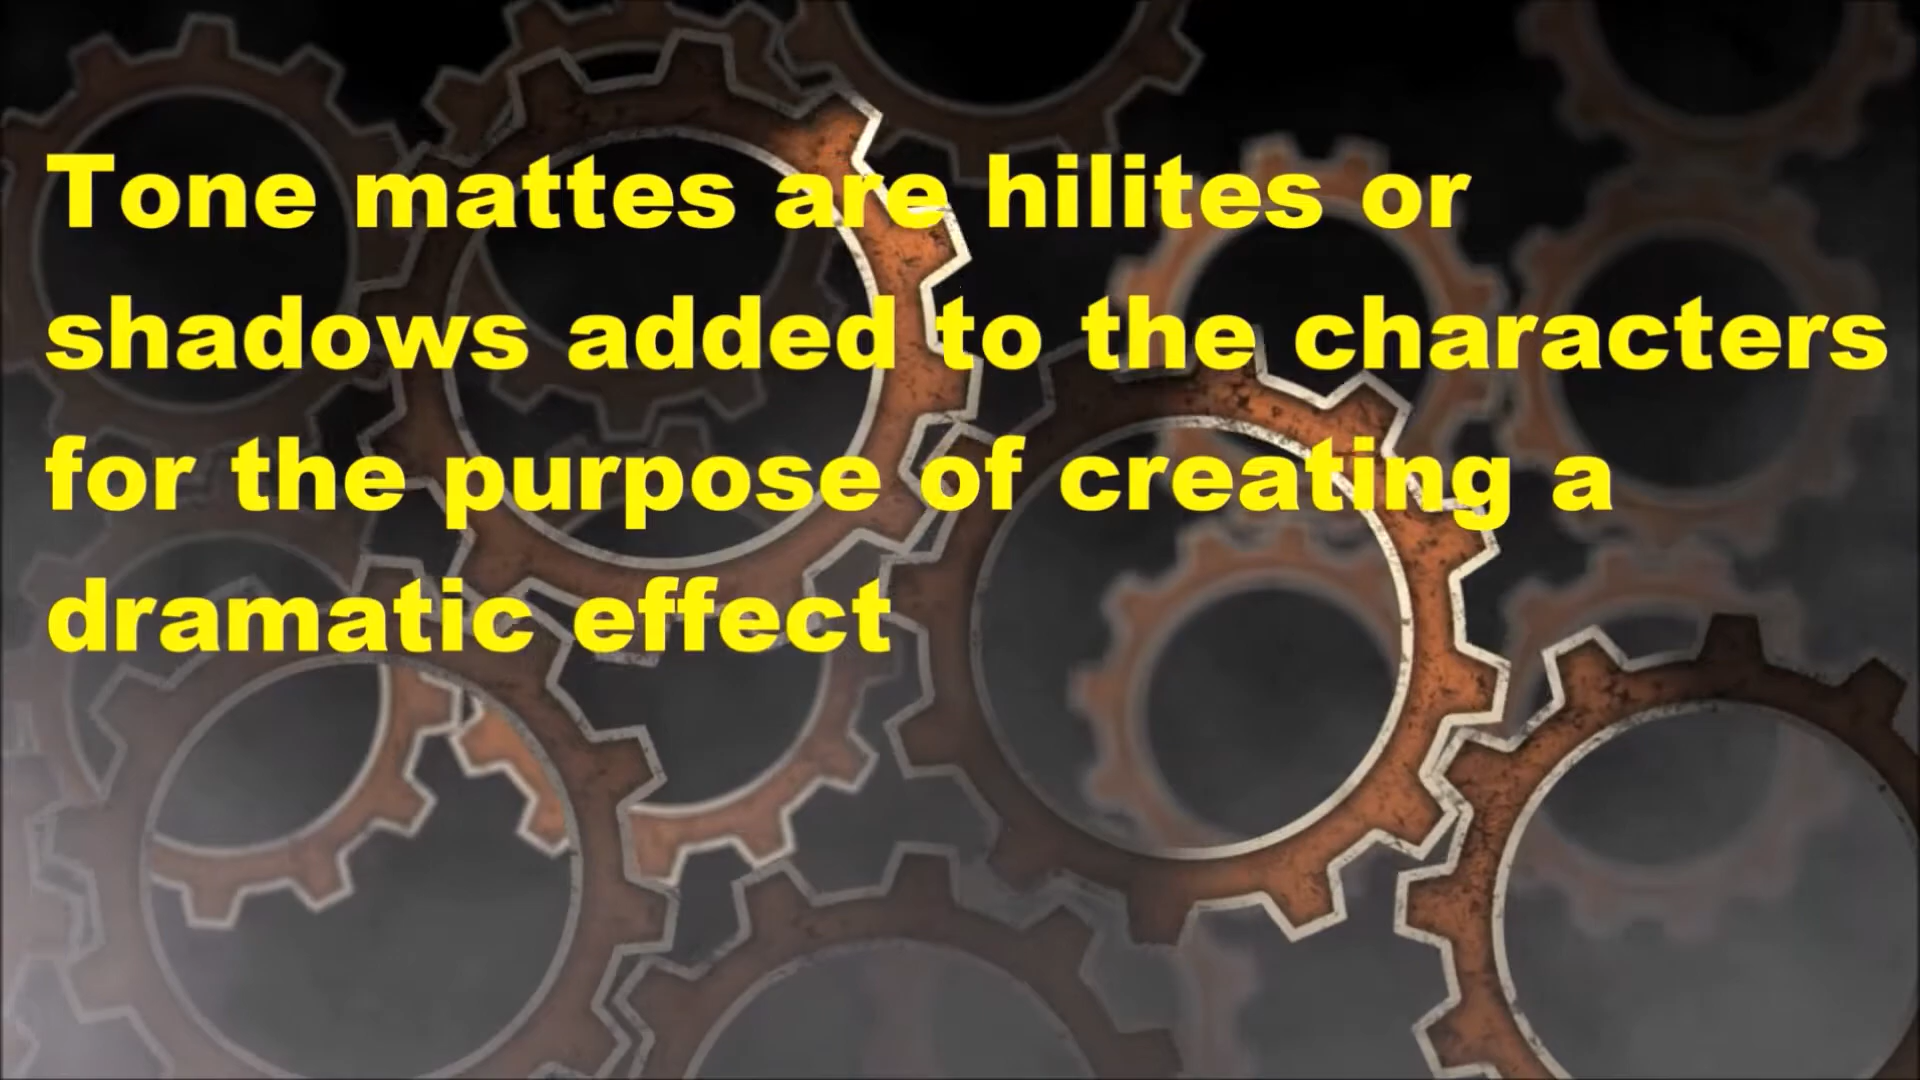 Tone mattes are hilites or
shadows added to the characters
for the purpose of creating a
dramatic effect